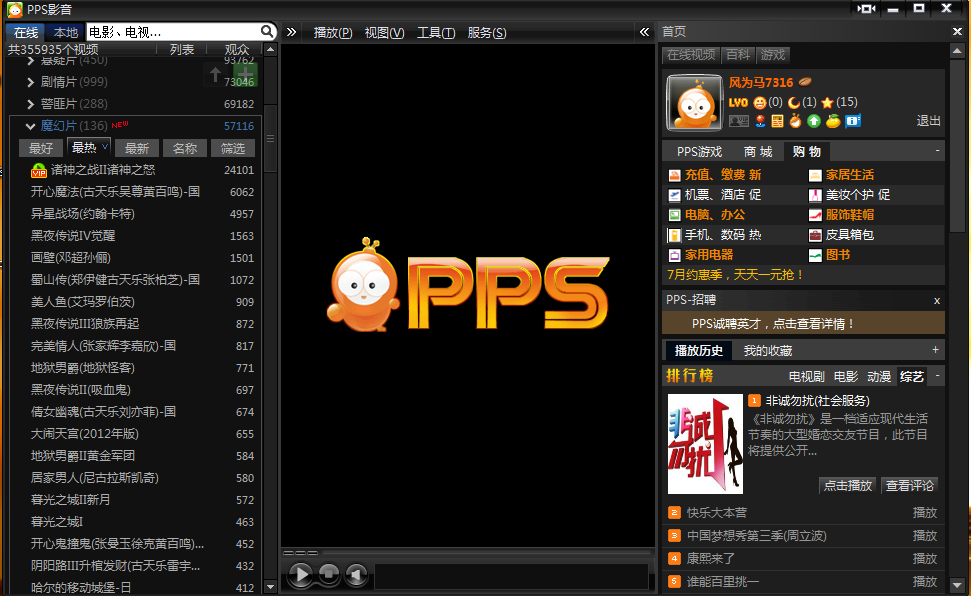 PPS影音
在线 本地 电影、电视...
共355935个视频 列表 观众
悬疑片 (450) 93762
剧情片 (999) 73046
警匪片 (288) 69182
魔幻片 (136) NEW 57116
最好 最热 最新 名称 筛选
VIP 诸神之战II诸神之怒 24101
开心魔法(古天乐吴尊黄百鸣)-国 6062
异星战场(约翰卡特) 4957
黑夜传说IV觉醒 1563
画壁(邓超孙俪) 1501
蜀山传(郑伊健古天乐张柏芝)-国 1072
美人鱼(艾玛罗伯茨) 909
黑夜传说III狼族再起 872
完美情人(张家辉李嘉欣)-国 817
地狱男爵(地狱怪客) 771
黑夜传说II(吸血鬼) 697
倩女幽魂(古天乐刘亦菲)-国 674
大闹天宫(2012年版) 655
地狱男爵II黄金军团 584
居家男人(尼古拉斯凯奇) 580
暮光之城II新月 572
暮光之城I 463
开心鬼撞鬼(张曼玉徐克黄百鸣)... 452
阴阳路III升棺发财(古天乐雷宇... 432
哈尔的移动城堡-日 412
播放(P) 视图(V) 工具(T) 服务(S)
PPS
首页
在线视频 百科 游戏
风为马7316
LV0 (0) (1) (15)
退出
PPS游戏 商 城 购 物 -
充值、缴费 新 家居生活
机票、酒店 促 美妆个护 促
电脑、办公 服饰鞋帽
手机、数码 热 皮具箱包
家用电器 图书
7月约惠季，天天一元抢！
PPS-招聘 x
PPS诚聘英才，点击查看详情！
播放历史 我的收藏 +
排行榜 电视剧 电影 动漫 综艺 -
非诚勿扰
1 非诚勿扰(社会服务)
《非诚勿扰》是一档适应现代生活
节奏的大型婚恋交友节目，此节目
将提供公开...
点击播放 查看评论
2 快乐大本营 播放
3 中国梦想秀第三季(周立波) 播放
4 康熙来了 播放
5 谁能百里挑一 播放